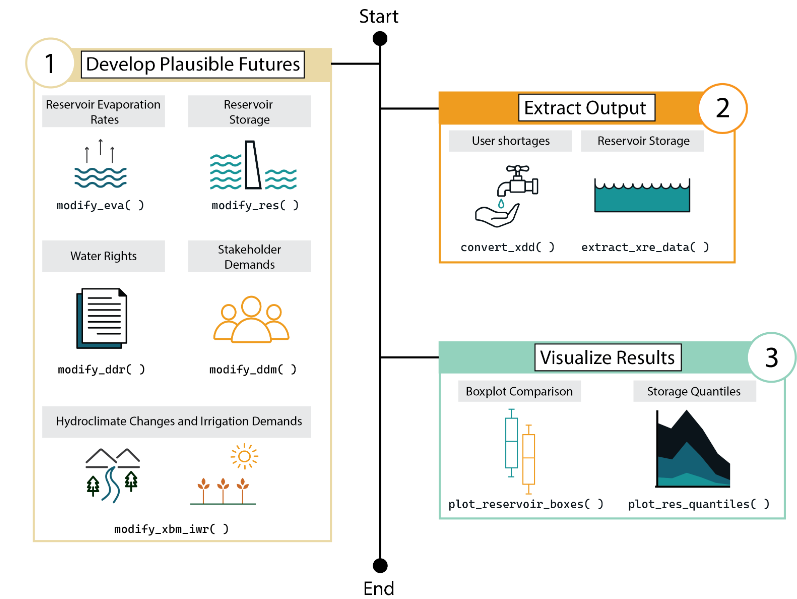 Start
1
Develop Plausible Futures
Reservoir Evaporation
Rates
Reservoir
Storage
modify_eva( )
modify_res( )
Water Rights
Stakeholder
Demands
modify_ddr( )
modify_ddm( )
Hydroclimate Changes and Irrigation Demands
modify_xbm_iwr( )
Extract Output
2
User shortages
Reservoir Storage
convert_xdd( )
extract_xre_data( )
Visualize Results
3
Boxplot Comparison
Storage Quantiles
plot_reservoir_boxes( )
plot_res_quantiles( )
End